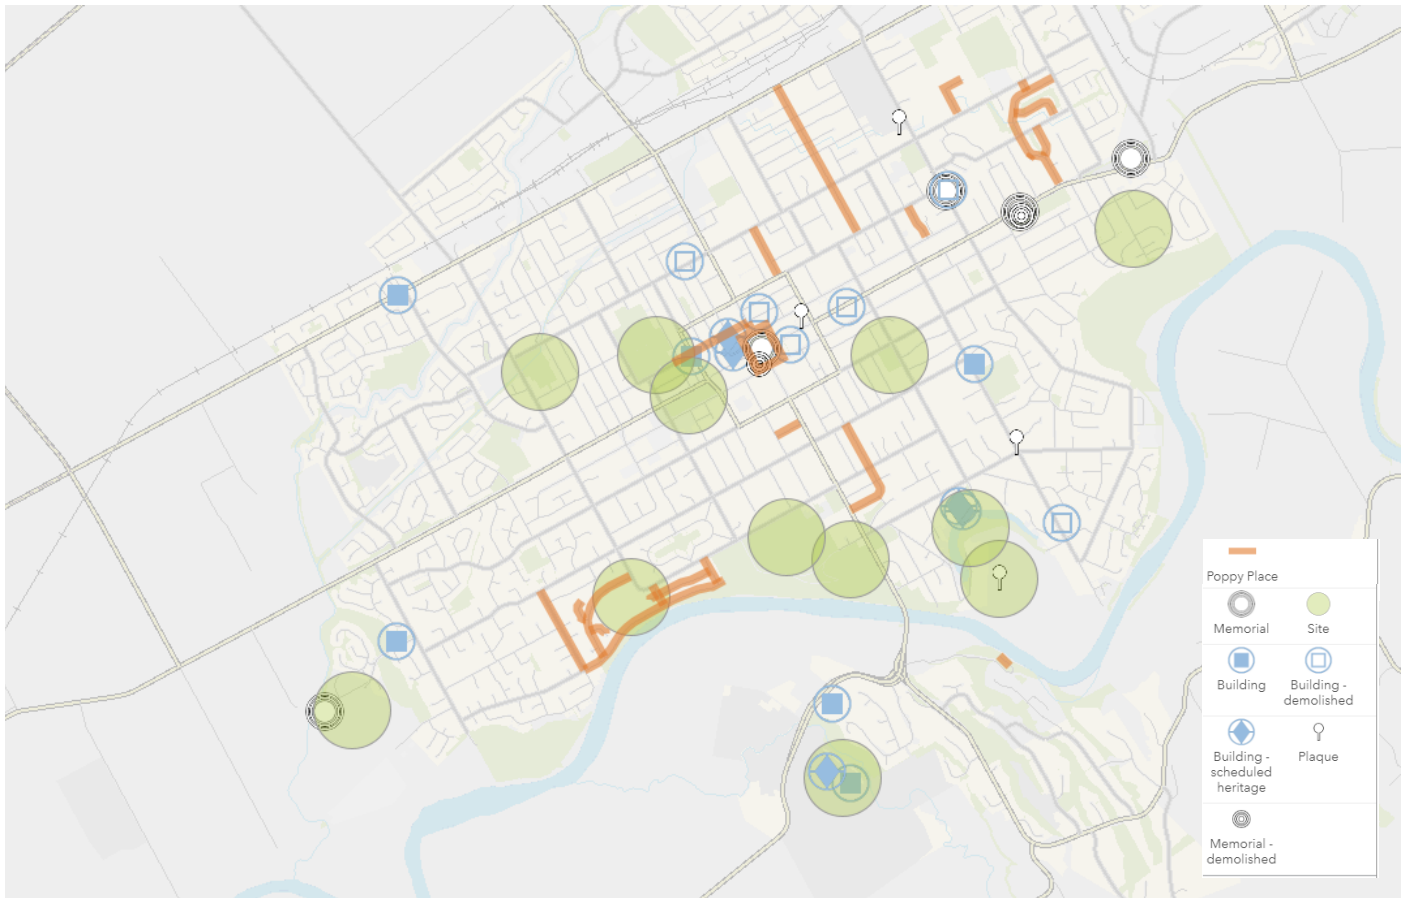 Poppy Place
Memorial
Site
Building
Building -
demolished
Building -
scheduled
heritage
Plaque
Memorial -
demolished